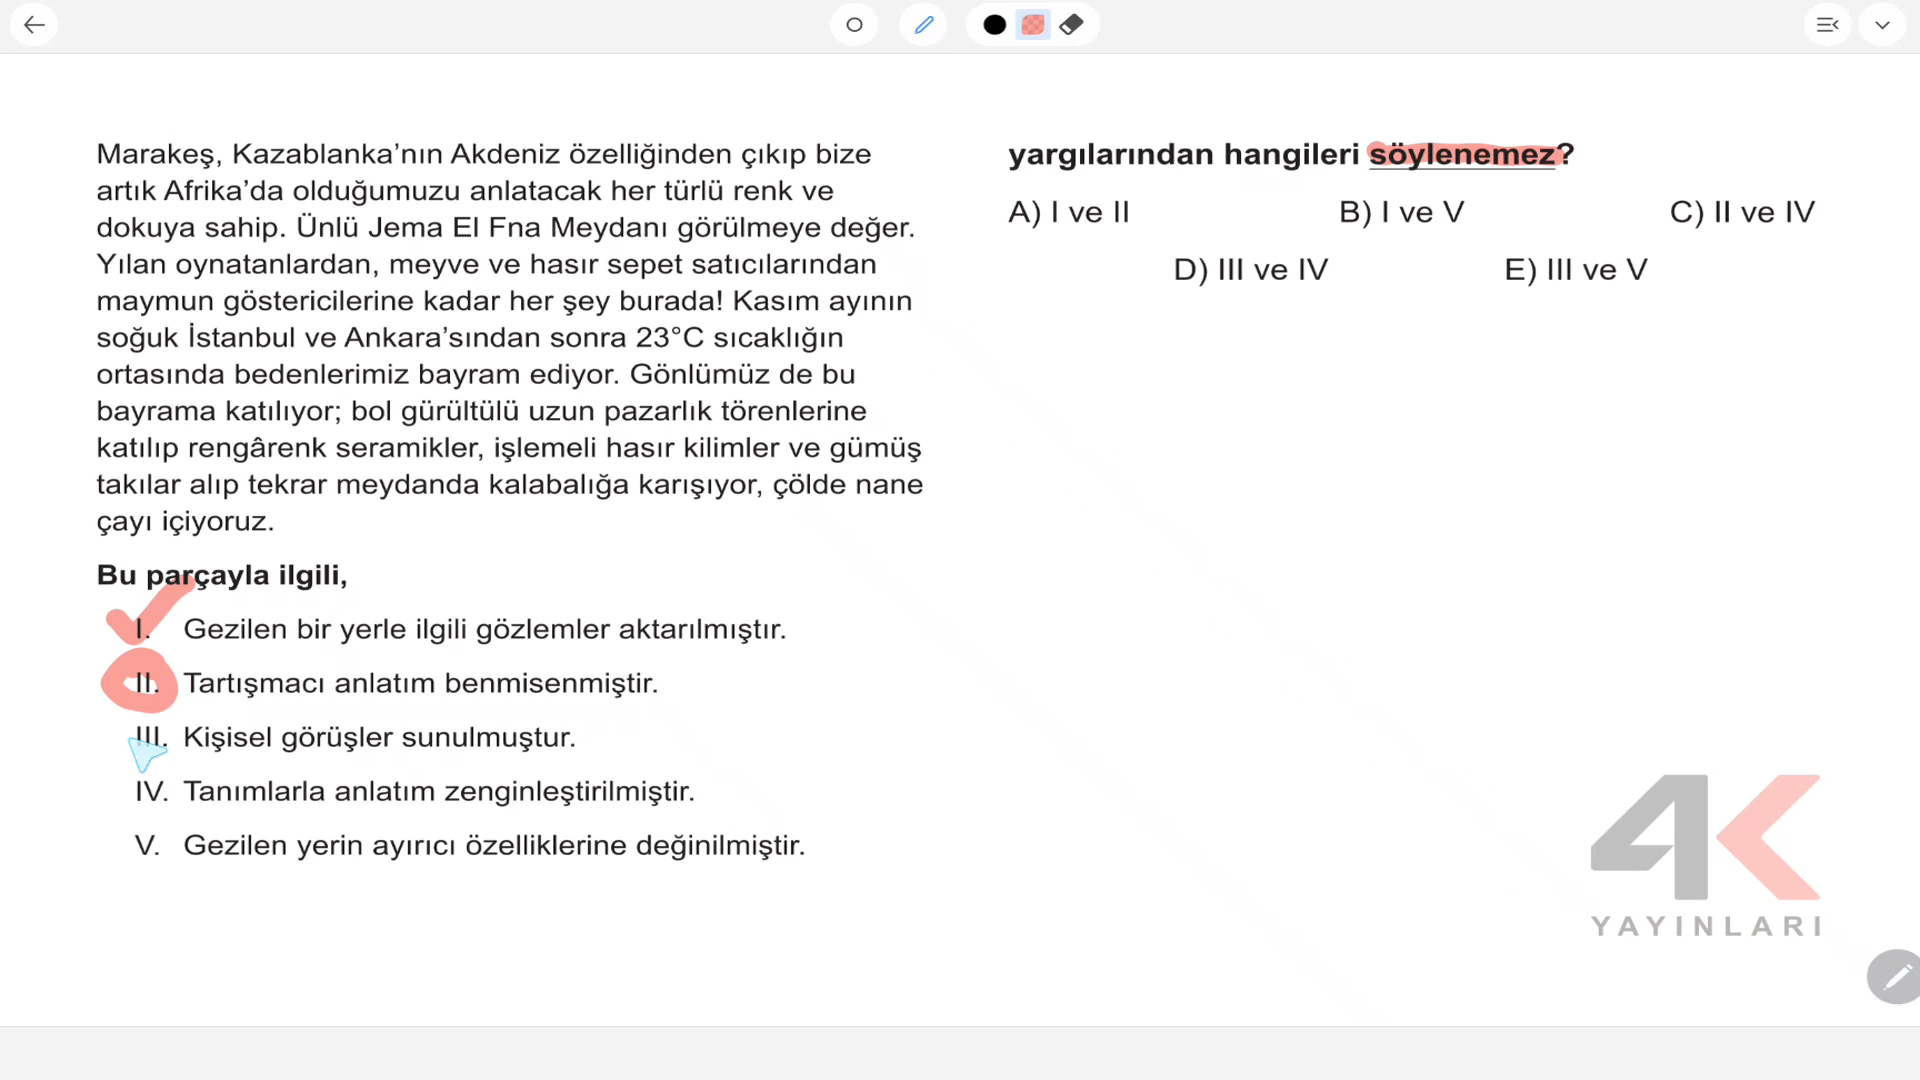 Marakeş, Kazablanka’nın Akdeniz özelliğinden çıkıp bize
artık Afrika’da olduğumuzu anlatacak her türlü renk ve
dokuya sahip. Ünlü Jema El Fna Meydanı görülmeye değer.
Yılan oynatanlardan, meyve ve hasır sepet satıcılarından
maymun göstericilerine kadar her şey burada! Kasım ayının
soğuk İstanbul ve Ankara’sından sonra 23°C sıcaklığın
ortasında bedenlerimiz bayram ediyor. Gönlümüz de bu
bayrama katılıyor; bol gürültülü uzun pazarlık törenlerine
katılıp rengârenk seramikler, işlemeli hasır kilimler ve gümüş
takılar alıp tekrar meydanda kalabalığa karışıyor, çölde nane
çayı içiyoruz.
Bu parçayla ilgili,
I. Gezilen bir yerle ilgili gözlemler aktarılmıştır.
II. Tartışmacı anlatım benmisenmiştir.
III. Kişisel görüşler sunulmuştur.
IV. Tanımlarla anlatım zenginleştirilmiştir.
V. Gezilen yerin ayırıcı özelliklerine değinilmiştir.
yargılarından hangileri söylenemez?
A) I ve II B) I ve V C) II ve IV
D) III ve IV E) III ve V
4K
YAYINLARI